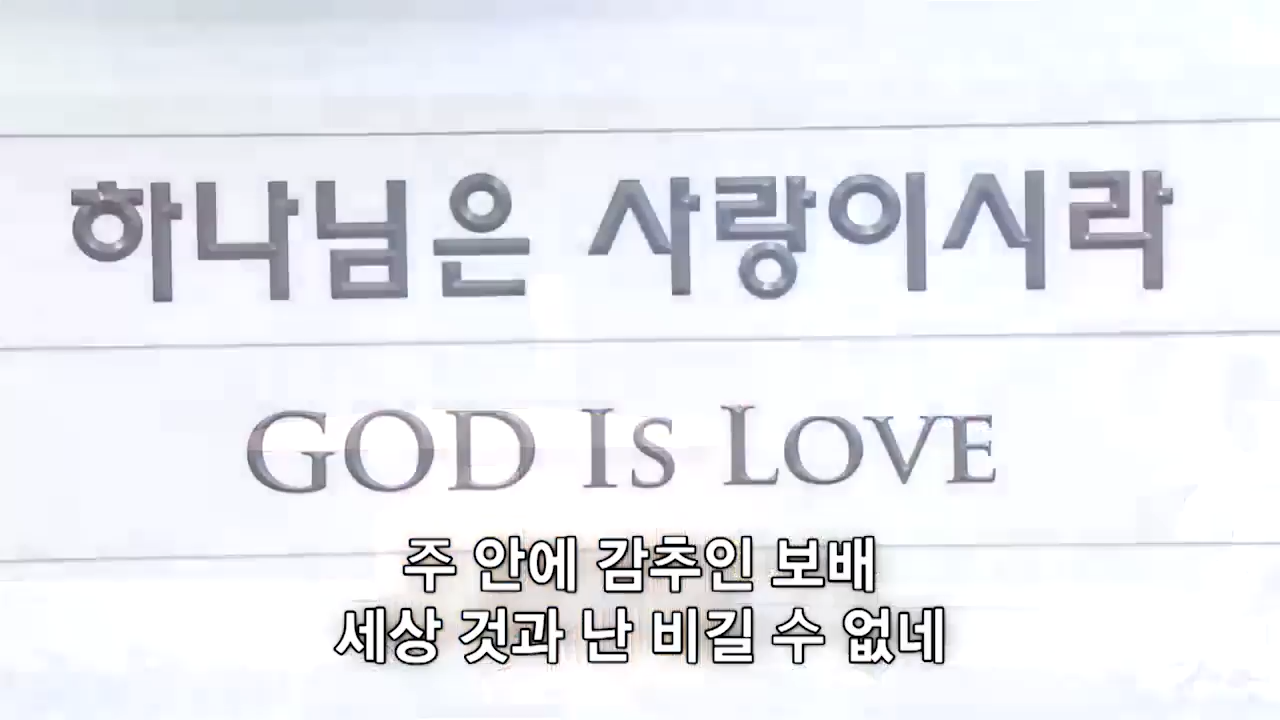 하나님은 사랑이시라
GOD IS LOVE
주 안에 감추인 보배
세상 것과 난 비길 수 없네